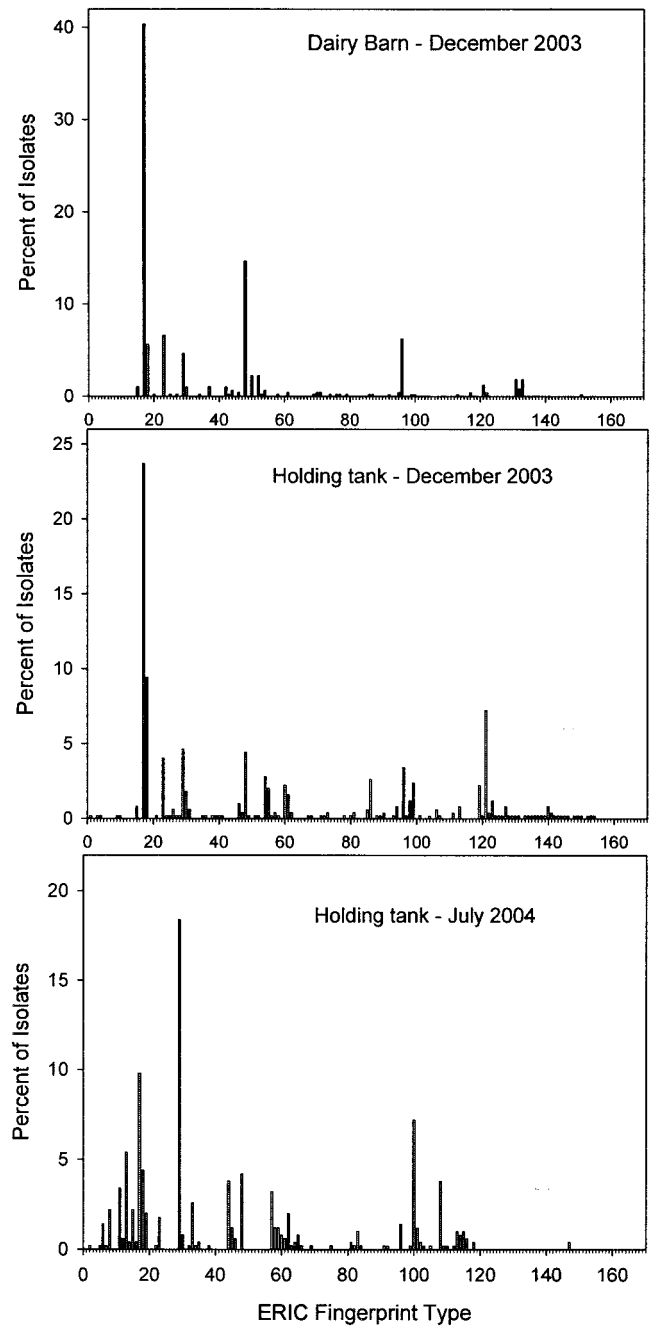 Dairy Barn - December 2003
Percent of Isolates
40
30
20
10
0
0 20 40 60 80 100 120 140 160
Holding tank - December 2003
Percent of Isolates
25
20
15
10
5
0
0 20 40 60 80 100 120 140 160
Holding tank - July 2004
Percent of Isolates
20
15
10
5
0
0 20 40 60 80 100 120 140 160
ERIC Fingerprint Type